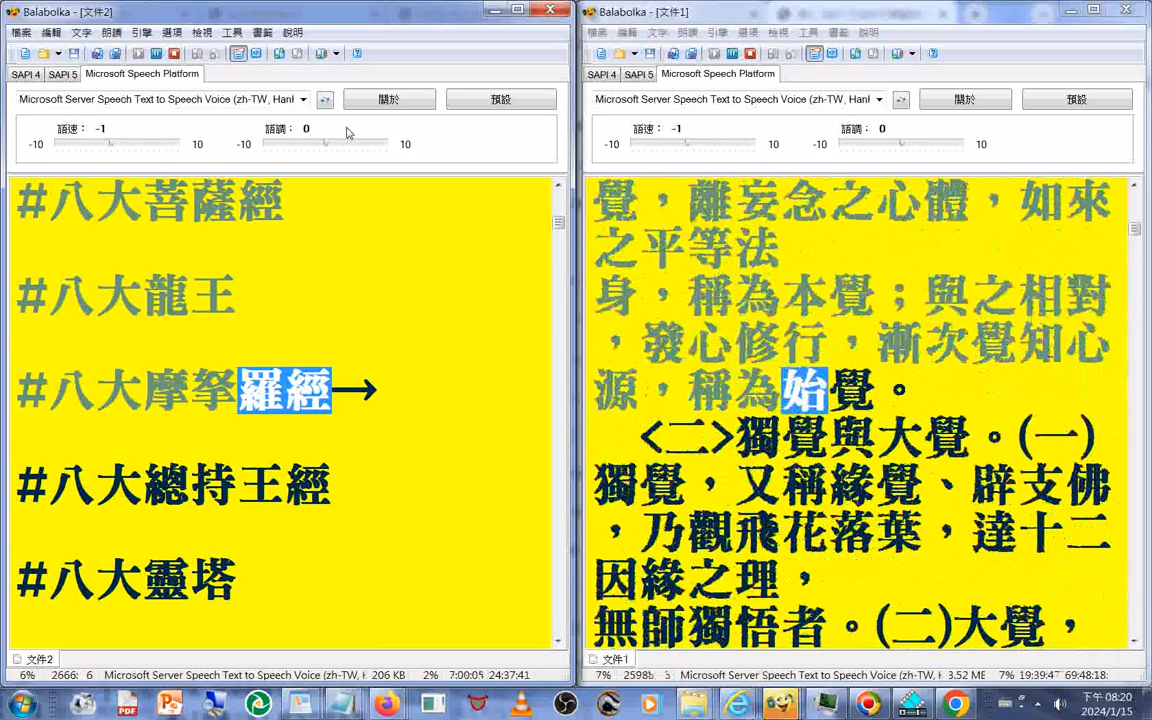 Balabolka - [文件2]
檔案 編輯 文字 朗讀 引擎 選項 檢視 工具 書籤 說明
SAPI 4 SAPI 5 Microsoft Speech Platform
Microsoft Server Speech Text to Speech Voice (zh-TW, Hanl 關於 預設
語速： -1 語調： 0
-10 10 -10 10
#八大菩薩經
#八大龍王
#八大摩拏羅經→
#八大總持王經
#八大靈塔
文件2
6% 2666: 6 Microsoft Server Speech Text to Speech Voice (zh-TW, H 206 KB 2% 7:00:05 24:37:41
Balabolka - [文件1]
檔案 編輯 文字 朗讀 引擎 選項 檢視 工具 書籤 說明
SAPI 4 SAPI 5 Microsoft Speech Platform
Microsoft Server Speech Text to Speech Voice (zh-TW, Hanl 關於 預設
語速： -1 語調： 0
-10 10 -10 10
覺，離妄念之心體，如來
之平等法
身，稱為本覺；與之相對
，發心修行，漸次覺知心
源，稱為始覺。
<二>獨覺與大覺。(一)
獨覺，又稱緣覺、辟支佛
，乃觀飛花落葉，達十二
因緣之理，
無師獨悟者。(二)大覺，
文件1
7% 25985: Microsoft Server Speech Text to Speech Voice (zh-TW, H 3.52 ME 7% 19:39:47 69:48:18:
下午 08:20
2024/1/15